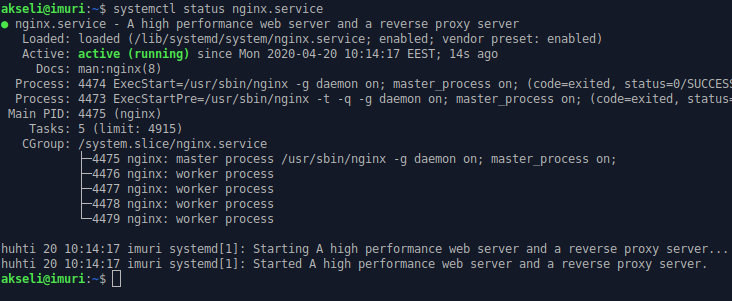 akseli@imuri:~$ systemctl status nginx.service
● nginx.service - A high performance web server and a reverse proxy server
   Loaded: loaded (/lib/systemd/system/nginx.service; enabled; vendor preset: enabled)
   Active: active (running) since Mon 2020-04-20 10:14:17 EEST; 14s ago
     Docs: man:nginx(8)
  Process: 4474 ExecStart=/usr/sbin/nginx -g daemon on; master_process on; (code=exited, status=0/SUCCESS
  Process: 4473 ExecStartPre=/usr/sbin/nginx -t -q -g daemon on; master_process on; (code=exited, status=
 Main PID: 4475 (nginx)
    Tasks: 5 (limit: 4915)
   CGroup: /system.slice/nginx.service
           ├─4475 nginx: master process /usr/sbin/nginx -g daemon on; master_process on;
           ├─4476 nginx: worker process
           ├─4477 nginx: worker process
           ├─4478 nginx: worker process
           └─4479 nginx: worker process

huhti 20 10:14:17 imuri systemd[1]: Starting A high performance web server and a reverse proxy server...
huhti 20 10:14:17 imuri systemd[1]: Started A high performance web server and a reverse proxy server.
akseli@imuri:~$